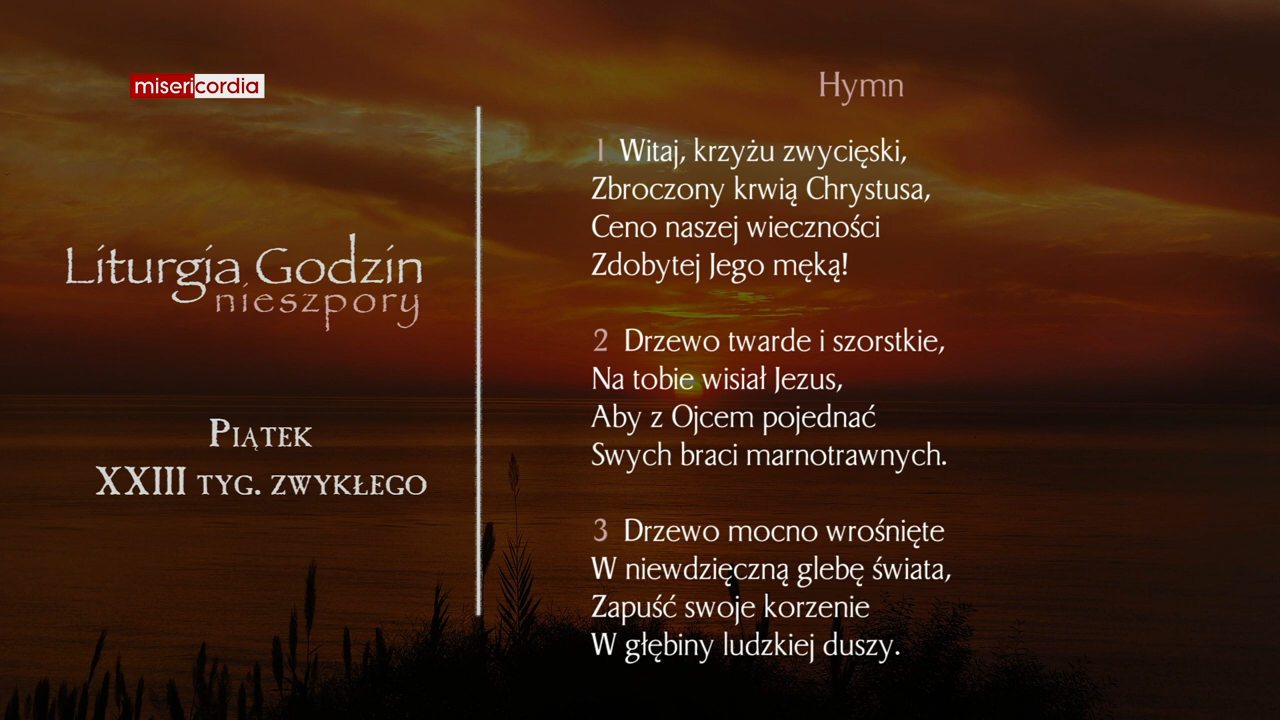 misericordia
Liturgia Godzin
nieszpory
Piątek
XXIII tyg. zwykłego
Hymn
1 Witaj, krzyżu zwycięski,
Zbroczony krwią Chrystusa,
Ceno naszej wieczności
Zdobytej Jego męką!
2 Drzewo twarde i szorstkie,
Na tobie wisiał Jezus,
Aby z Ojcem pojednać
Swych braci marnotrawnych.
3 Drzewo mocno wrośnięte
W niewdzięczną glebę świata,
Zapuść swoje korzenie
W głębiny ludzkiej duszy.